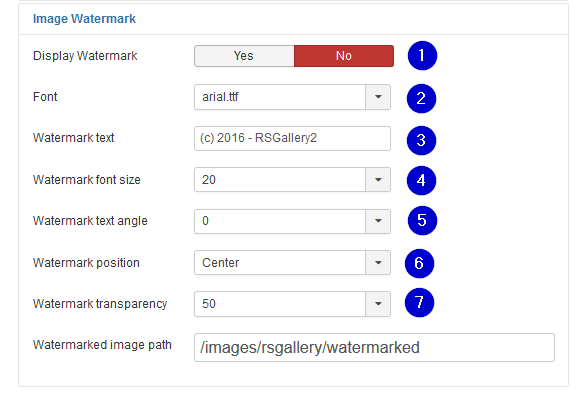 Image Watermark
Display Watermark Yes No 1
Font arial.ttf 2
Watermark text (c) 2016 - RSGallery2 3
Watermark font size 20 4
Watermark text angle 0 5
Watermark position Center 6
Watermark transparency 50 7
Watermarked image path /images/rsgallery/watermarked